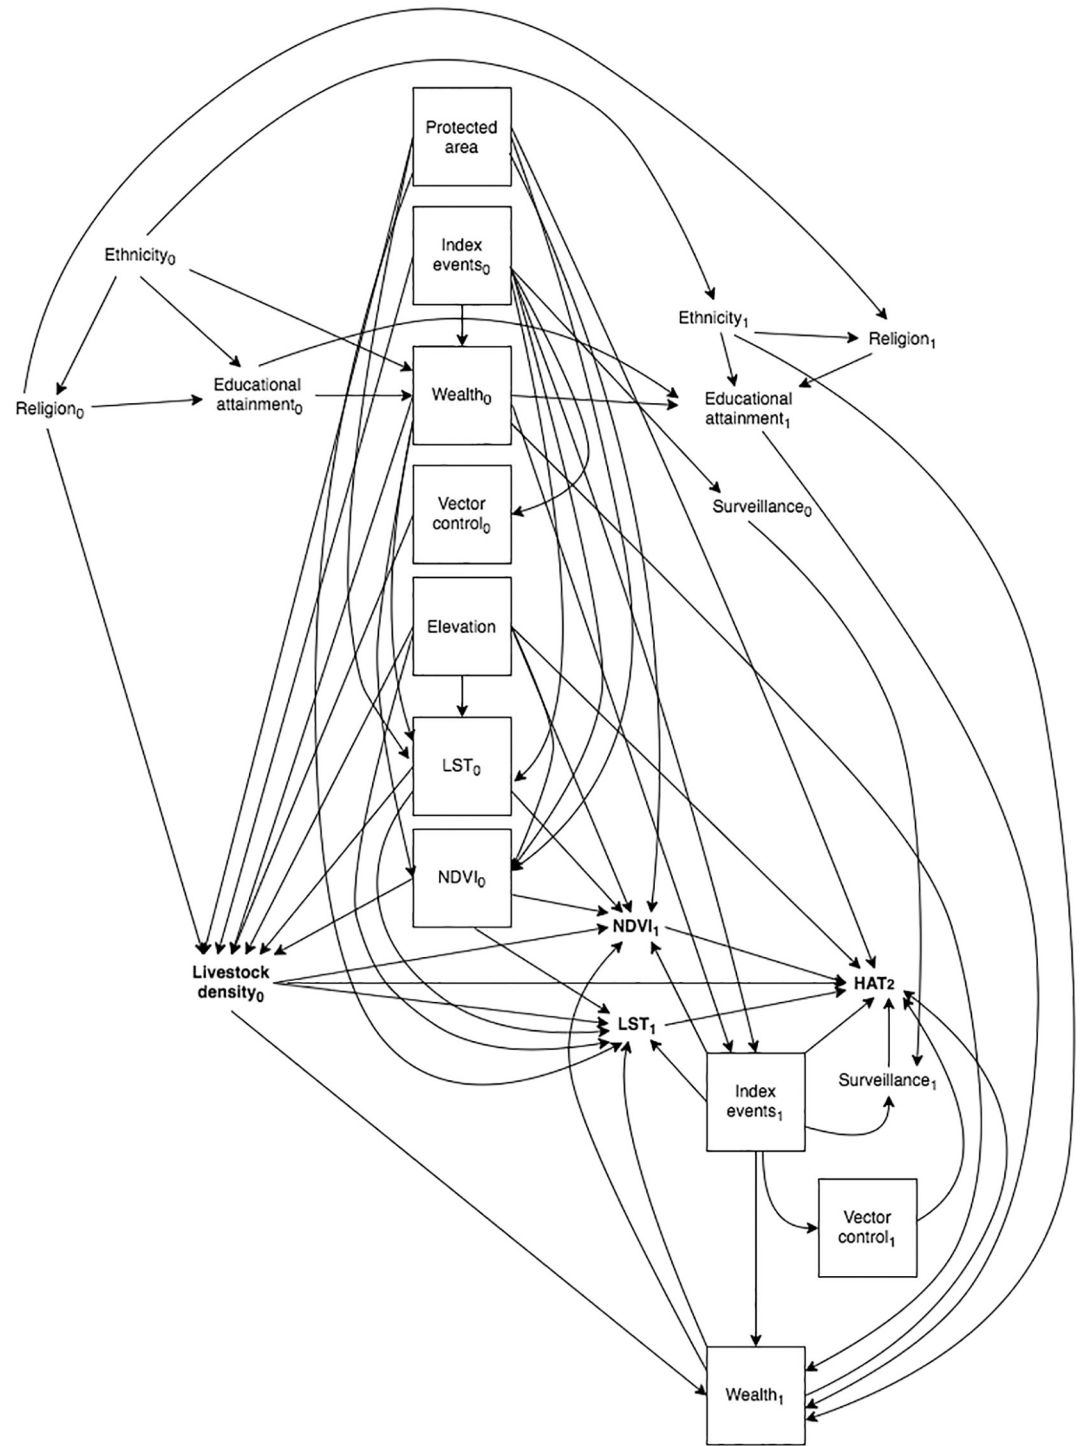 Protected
area
Index
events₀
Ethnicity₀
Ethnicity₁
Religion₁
Religion₀
Educational
attainment₀
Wealth₀
Educational
attainment₁
Vector
control₀
Surveillance₀
Elevation
LST₀
NDVI₀
NDVI₁
Livestock
density₀
HAT₂
LST₁
Index
events₁
Surveillance₁
Vector
control₁
Wealth₁